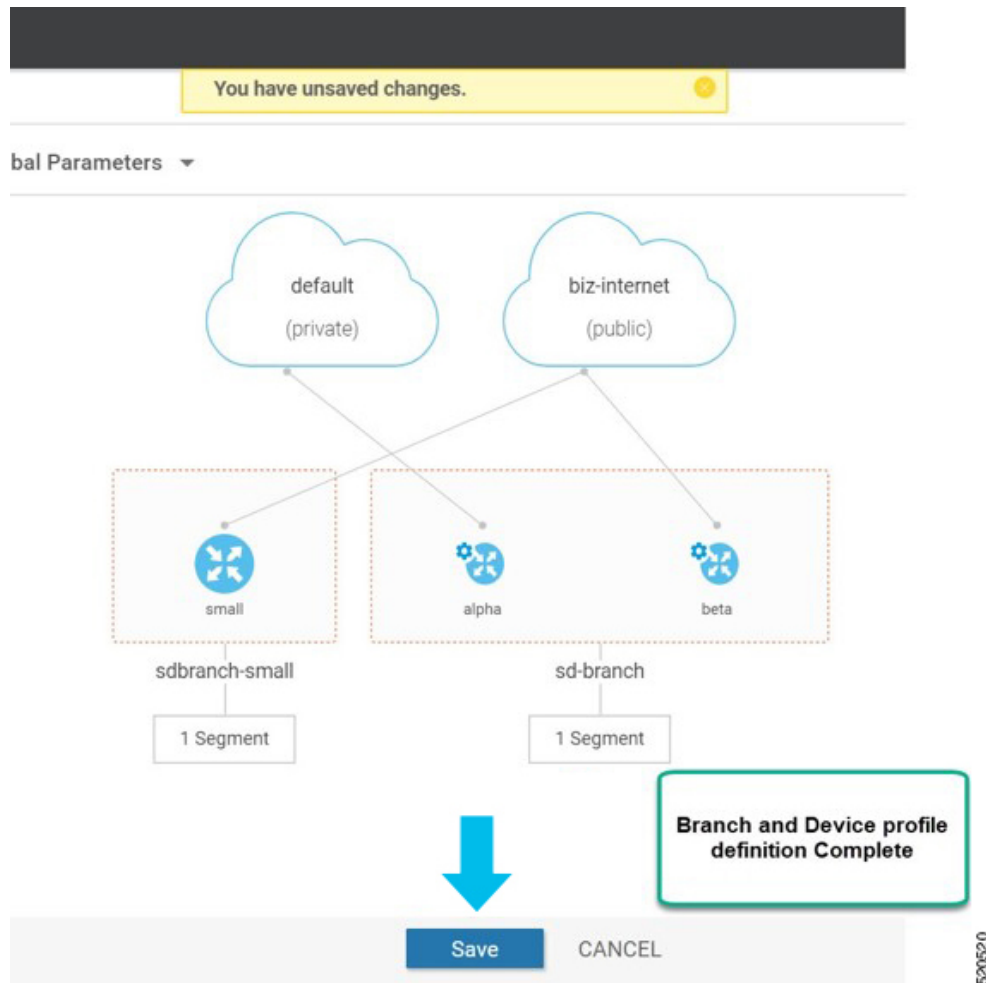 You have unsaved changes.
bal Parameters
default
(private)
biz-internet
(public)
small
alpha
beta
sdbranch-small
sd-branch
1 Segment
1 Segment
Branch and Device profile
definition Complete
Save
CANCEL
520520